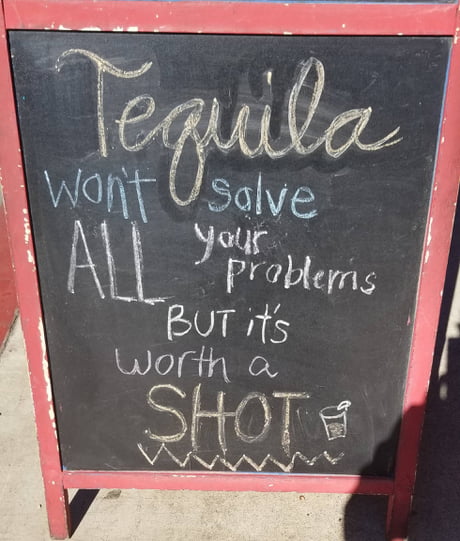 Tequila
won't solve
ALL your
problems
BUT it's
worth a
SHOT